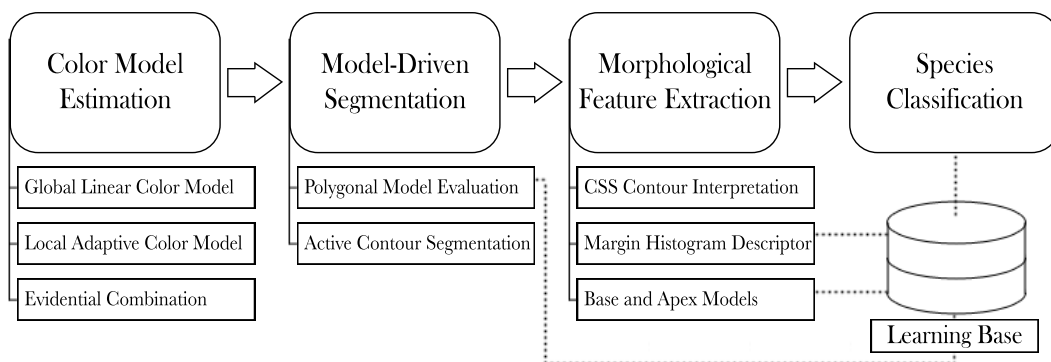 Color Model
Estimation
Model-Driven
Segmentation
Morphological
Feature Extraction
Species
Classification
Global Linear Color Model
Local Adaptive Color Model
Evidential Combination
Polygonal Model Evaluation
Active Contour Segmentation
CSS Contour Interpretation
Margin Histogram Descriptor
Base and Apex Models
Learning Base